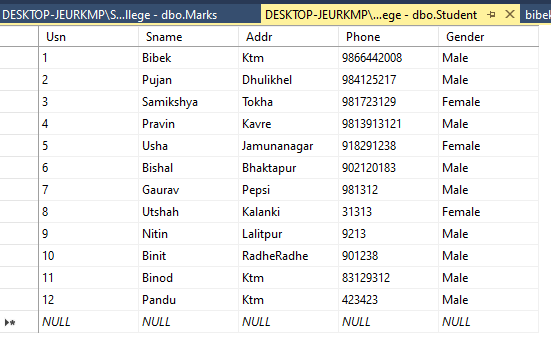 DESKTOP-JEURKMP\S...llege - dbo.Marks DESKTOP-JEURKMP\...ege - dbo.Student bibek
Usn Sname Addr Phone Gender
1 Bibek Ktm 9866442008 Male
2 Pujan Dhulikhel 984125217 Male
3 Samikshya Tokha 981723129 Female
4 Pravin Kavre 9813913121 Male
5 Usha Jamunanagar 918291238 Female
6 Bishal Bhaktapur 902120183 Male
7 Gaurav Pepsi 981312 Male
8 Utshah Kalanki 31313 Female
9 Nitin Lalitpur 9213 Male
10 Binit RadheRadhe 901238 Male
11 Binod Ktm 83129312 Male
12 Pandu Ktm 423423 Male
NULL NULL NULL NULL NULL